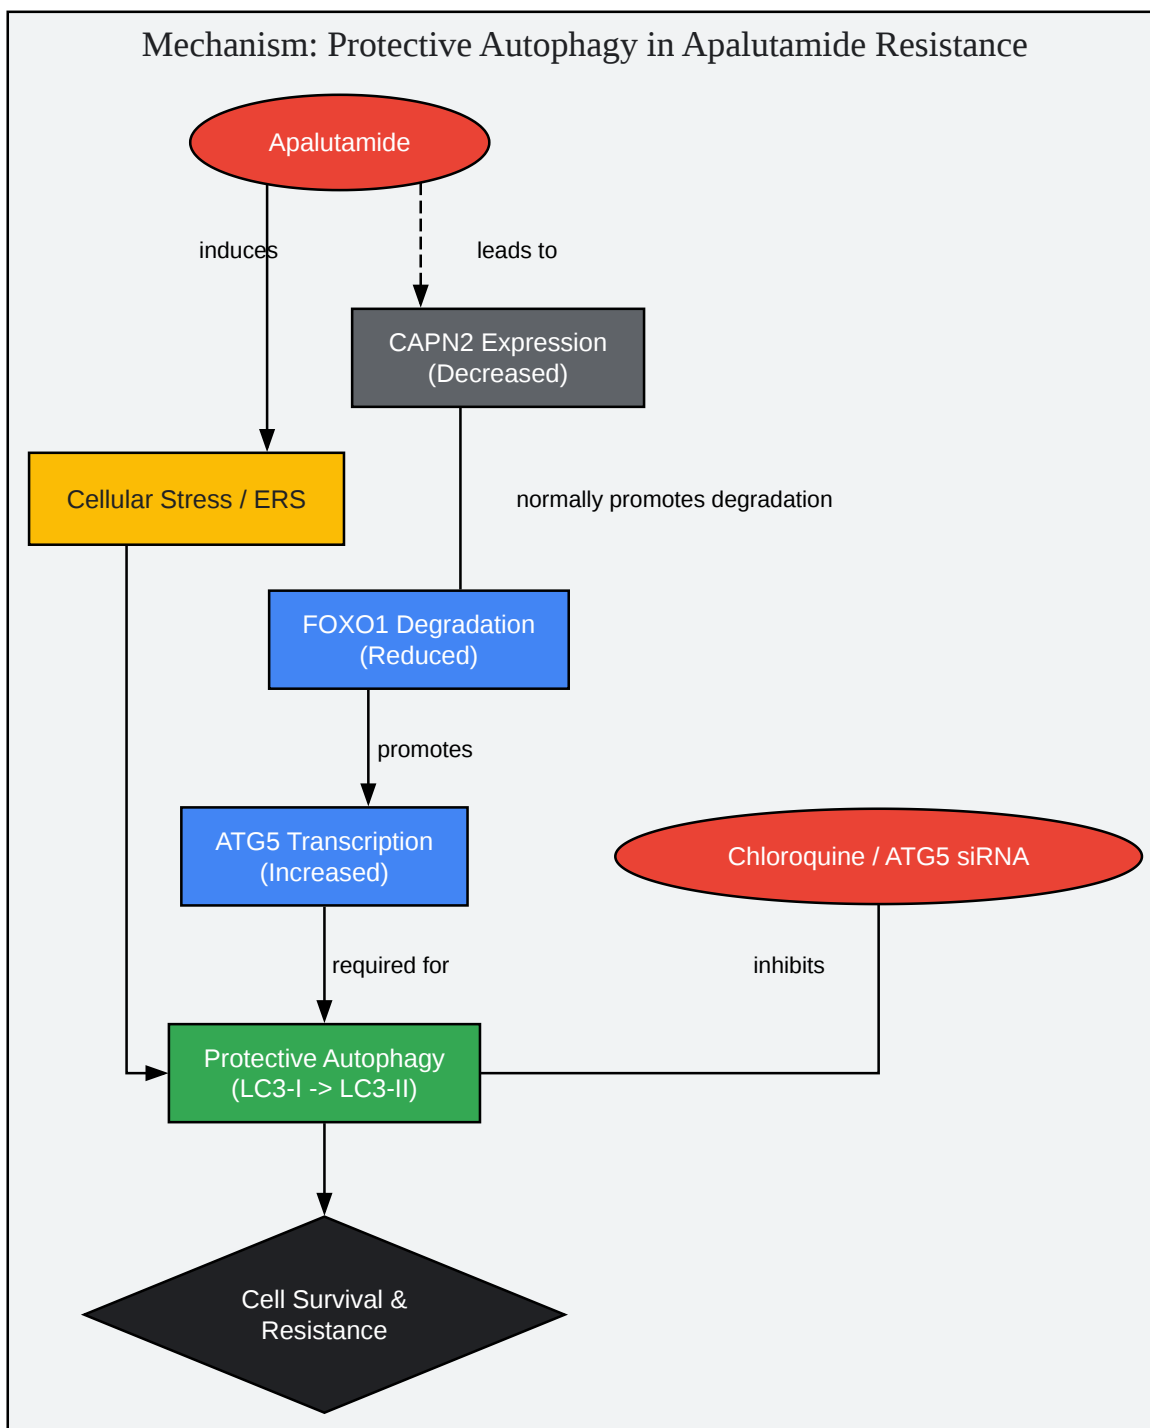 Mechanism: Protective Autophagy in Apalutamide Resistance
Apalutamide
induces
leads to
CAPN2 Expression
(Decreased)
Cellular Stress / ERS
normally promotes degradation
FOXO1 Degradation
(Reduced)
promotes
ATG5 Transcription
(Increased)
Chloroquine / ATG5 siRNA
required for
inhibits
Protective Autophagy
(LC3-I -> LC3-II)
Cell Survival &
Resistance